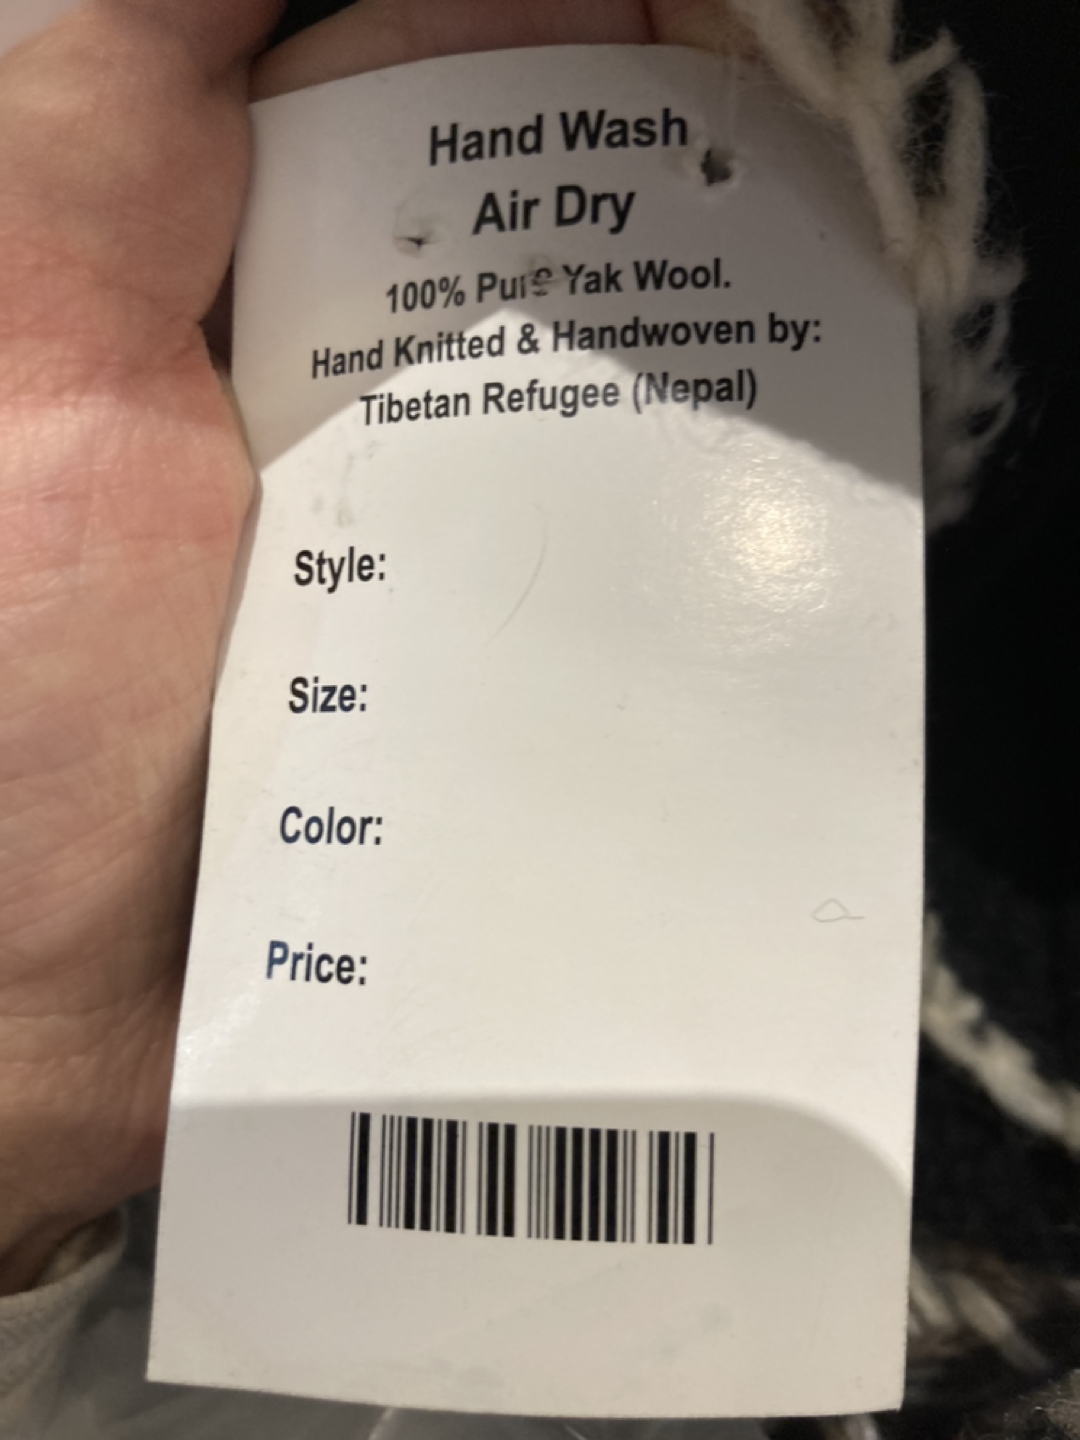 Hand Wash
Air Dry
100% Pure Yak Wool.
Hand Knitted & Handwoven by:
Tibetan Refugee (Nepal)
Style:
Size:
Color:
Price: